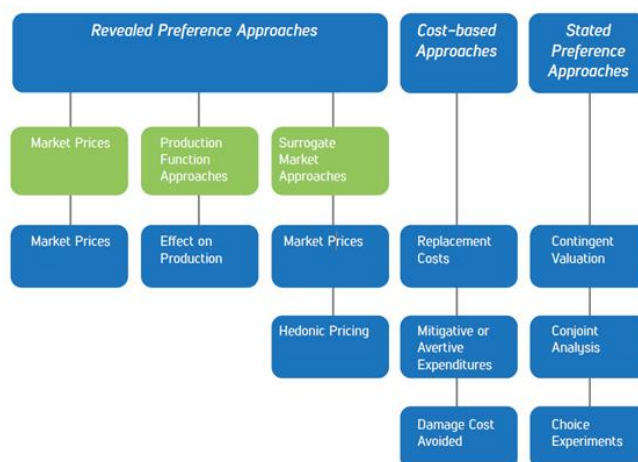 Revealed Preference Approaches
Cost-based
Approaches
Stated
Preference
Approaches
Market Prices
Production
Function
Approaches
Surrogate
Market
Approaches
Market Prices
Effect on
Production
Market Prices
Replacement
Costs
Contingent
Valuation
Hedonic Pricing
Mitigative or
Avertive
Expenditures
Conjoint
Analysis
Damage Cost
Avoided
Choice
Experiments